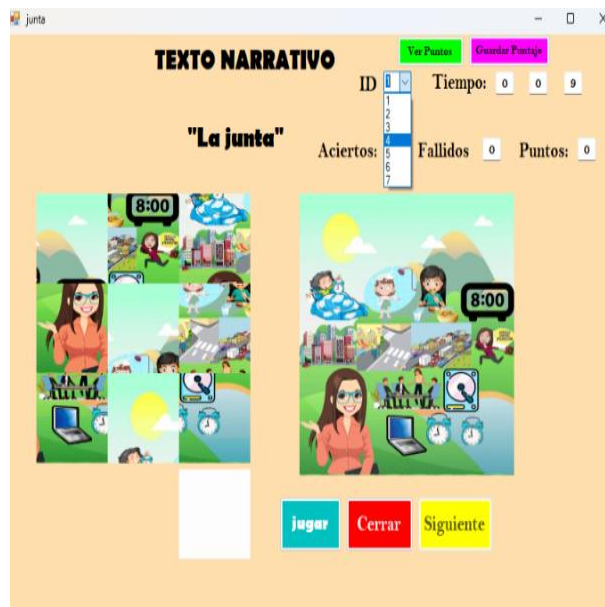 junta
TEXTO NARRATIVO
Ver Puntos
Guardar Puntaje
ID 1
Tiempo: 0 0 9
1
2
3
4
5
6
7
"La junta"
Aciertos:
Fallidos 0
Puntos: 0
8:00
8:00
jugar
Cerrar
Siguiente